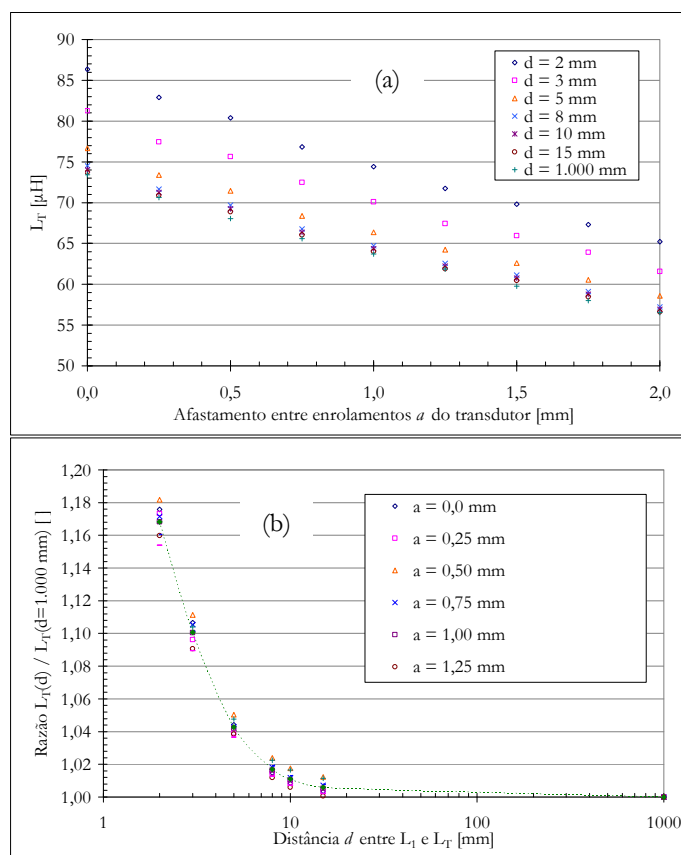 90
85
80
75
70
65
60
55
50
L_T [µH]
(a)
d = 2 mm
d = 3 mm
d = 5 mm
d = 8 mm
d = 10 mm
d = 15 mm
d = 1.000 mm
0,0 0,5 1,0 1,5 2,0
Afastamento entre enrolamentos a do transdutor [mm]
1,20
1,18
1,16
1,14
1,12
1,10
1,08
1,06
1,04
1,02
1,00
Razão L_T(d) / L_T(d=1.000 mm) [ ]
(b)
a = 0,0 mm
a = 0,25 mm
a = 0,50 mm
a = 0,75 mm
a = 1,00 mm
a = 1,25 mm
1 10 100 1000
Distância d entre L_1 e L_T [mm]